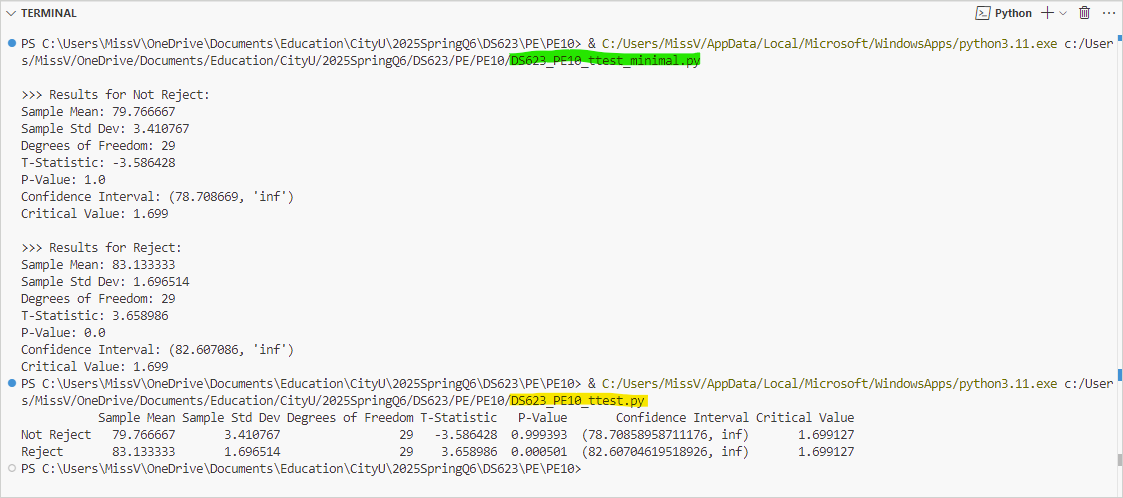 TERMINAL
Python
PS C:\Users\MissV\OneDrive\Documents\Education\CityU\2025SpringQ6\DS623\PE\PE10> & C:/Users/MissV/AppData/Local/Microsoft/WindowsApps/python3.11.exe c:/User
s/MissV/OneDrive/Documents/Education/CityU/2025SpringQ6/DS623/PE/PE10/DS623_PE10_ttest_minimal.py
>>> Results for Not Reject:
Sample Mean: 79.766667
Sample Std Dev: 3.410767
Degrees of Freedom: 29
T-Statistic: -3.586428
P-Value: 1.0
Confidence Interval: (78.708669, 'inf')
Critical Value: 1.699
>>> Results for Reject:
Sample Mean: 83.133333
Sample Std Dev: 1.696514
Degrees of Freedom: 29
T-Statistic: 3.658986
P-Value: 0.0
Confidence Interval: (82.607086, 'inf')
Critical Value: 1.699
PS C:\Users\MissV\OneDrive\Documents\Education\CityU\2025SpringQ6\DS623\PE\PE10> & C:/Users/MissV/AppData/Local/Microsoft/WindowsApps/python3.11.exe c:/User
s/MissV/OneDrive/Documents/Education/CityU/2025SpringQ6/DS623/PE/PE10/DS623_PE10_ttest.py
Sample Mean Sample Std Dev Degrees of Freedom T-Statistic P-Value Confidence Interval Critical Value
Not Reject 79.766667 3.410767 29 -3.586428 0.999393 (78.70858958711176, inf) 1.699127
Reject 83.133333 1.696514 29 3.658986 0.000501 (82.60704619518926, inf) 1.699127
PS C:\Users\MissV\OneDrive\Documents\Education\CityU\2025SpringQ6\DS623\PE\PE10>